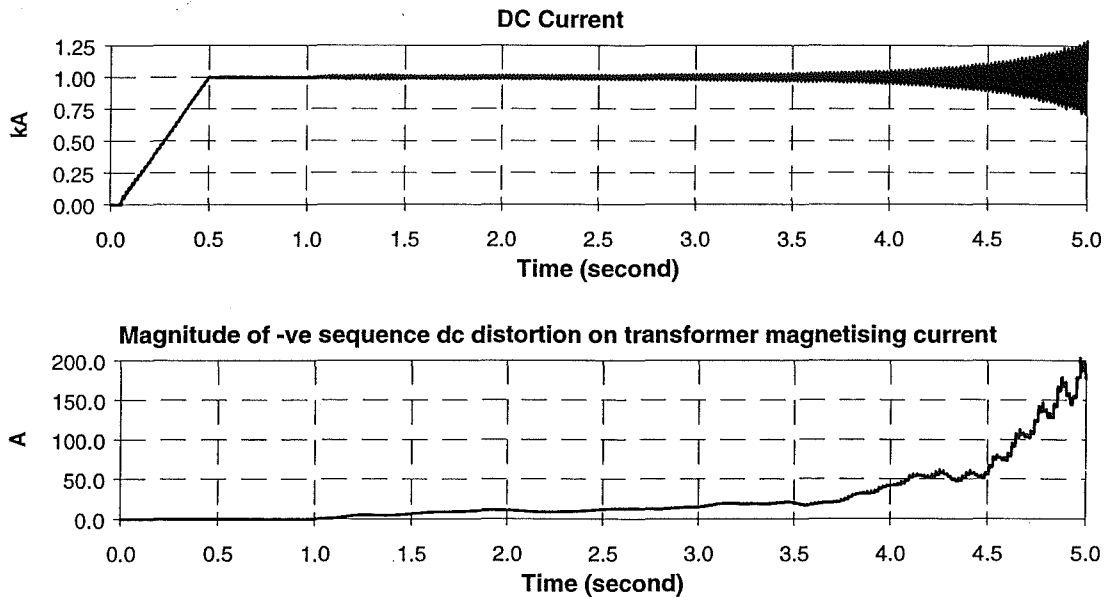 DC Current
1.25
1.00
0.75
0.50
0.25
0.00
kA
0.0 0.5 1.0 1.5 2.0 2.5 3.0 3.5 4.0 4.5 5.0
Time (second)
Magnitude of -ve sequence dc distortion on transformer magnetising current
200.0
150.0
100.0
50.0
0.0
A
0.0 0.5 1.0 1.5 2.0 2.5 3.0 3.5 4.0 4.5 5.0
Time (second)